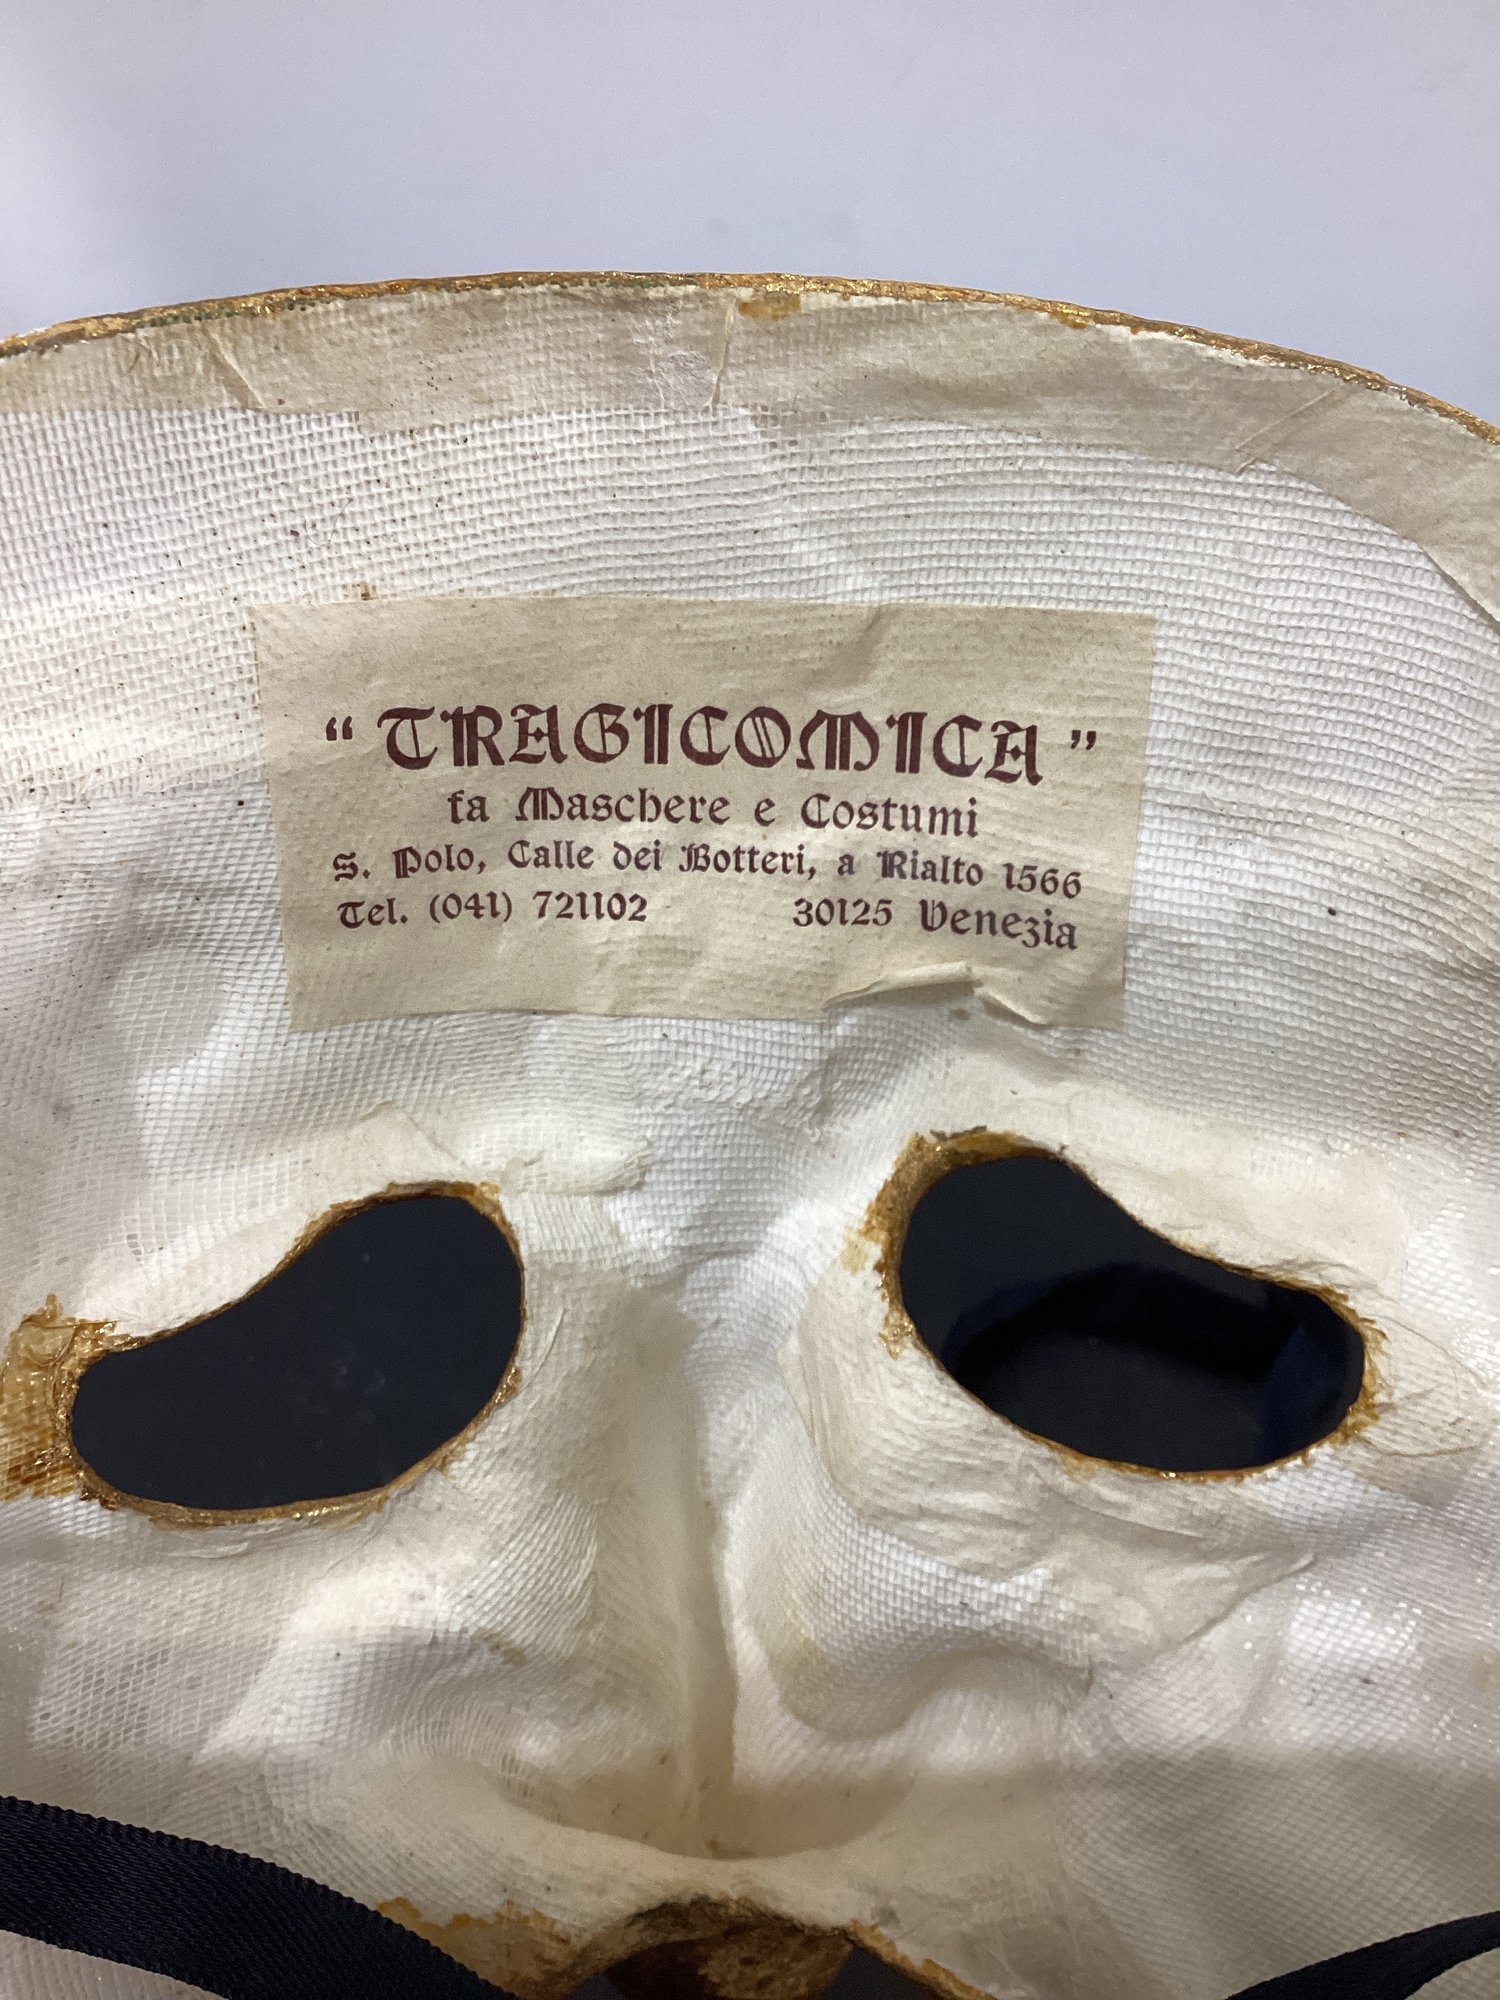 “ TRAGICOMICA ”
fa Maschere e Costumi
S. Polo, Calle dei Botteri, a Rialto 1566
Tel. (041) 721102 30125 Venezia